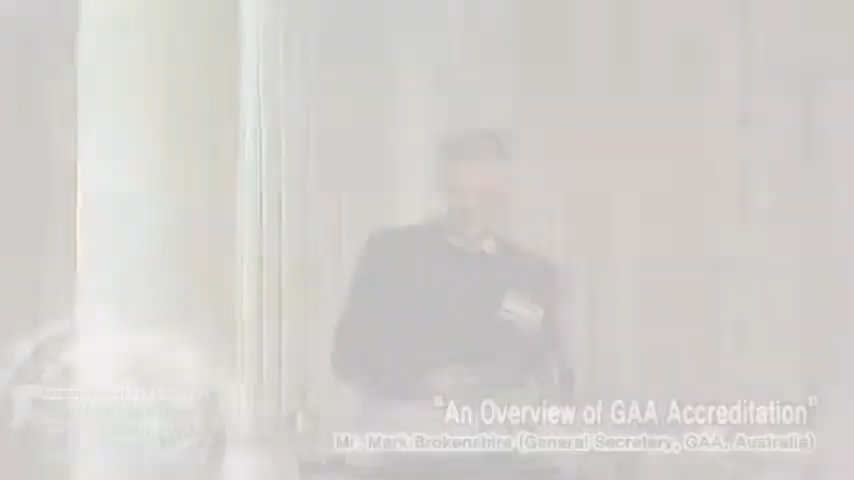 "An Overview of GAA Accreditation"
Mr. Mark Brokenshire (General Secretary, GAA, Australia)